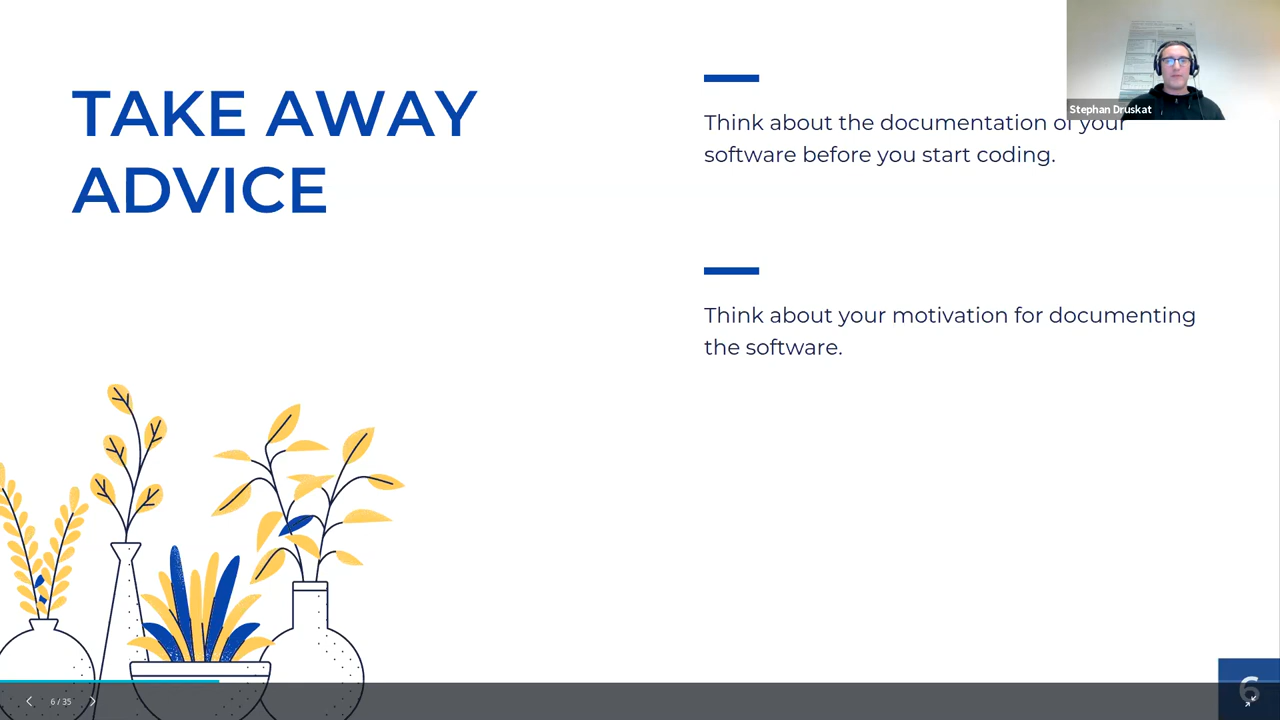 TAKE AWAY
ADVICE
Think about the documentation of your
software before you start coding.
Think about your motivation for documenting
the software.
Stephan Druskat
6 / 35
6